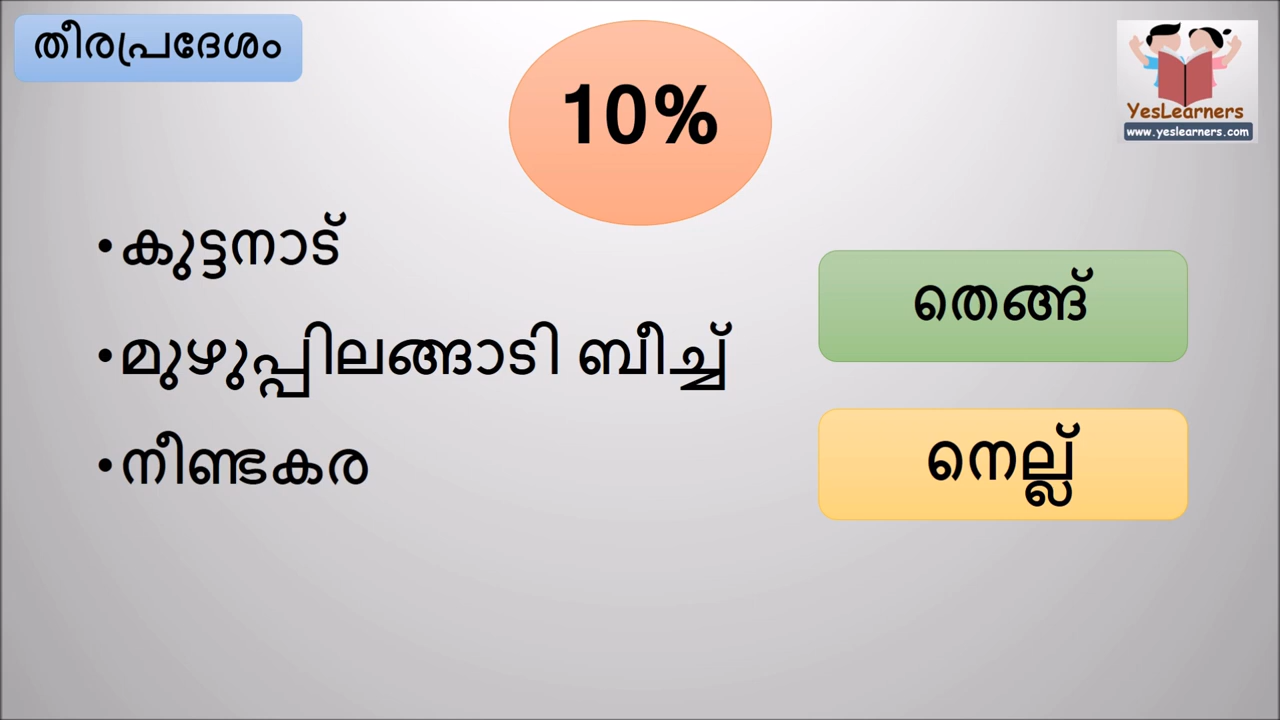 തീരപ്രദേശം
10%
YesLearners
www.yeslearners.com
•കുട്ടനാട്
•മുഴുപ്പിലങ്ങാടി ബീച്ച്
•നീണ്ടകര
തെങ്ങ്
നെല്ല്